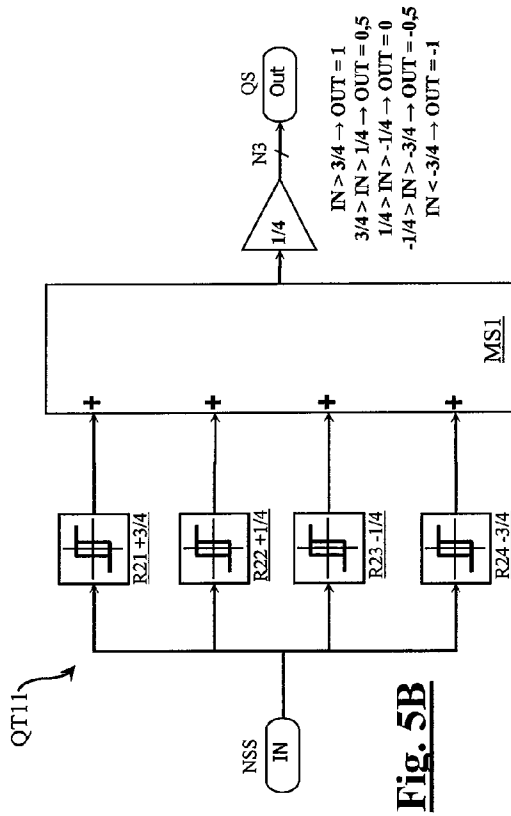 QT11
NSS
IN
R21 +3/4
R22 +1/4
R23 -1/4
R24 -3/4
+
+
+
+
MS1
1/4
N3
QS
Out
IN > 3/4 → OUT = 1
3/4 > IN > 1/4 → OUT = 0,5
1/4 > IN > -1/4 → OUT = 0
-1/4 > IN > -3/4 → OUT = -0,5
IN < -3/4 → OUT = -1
Fig. 5B